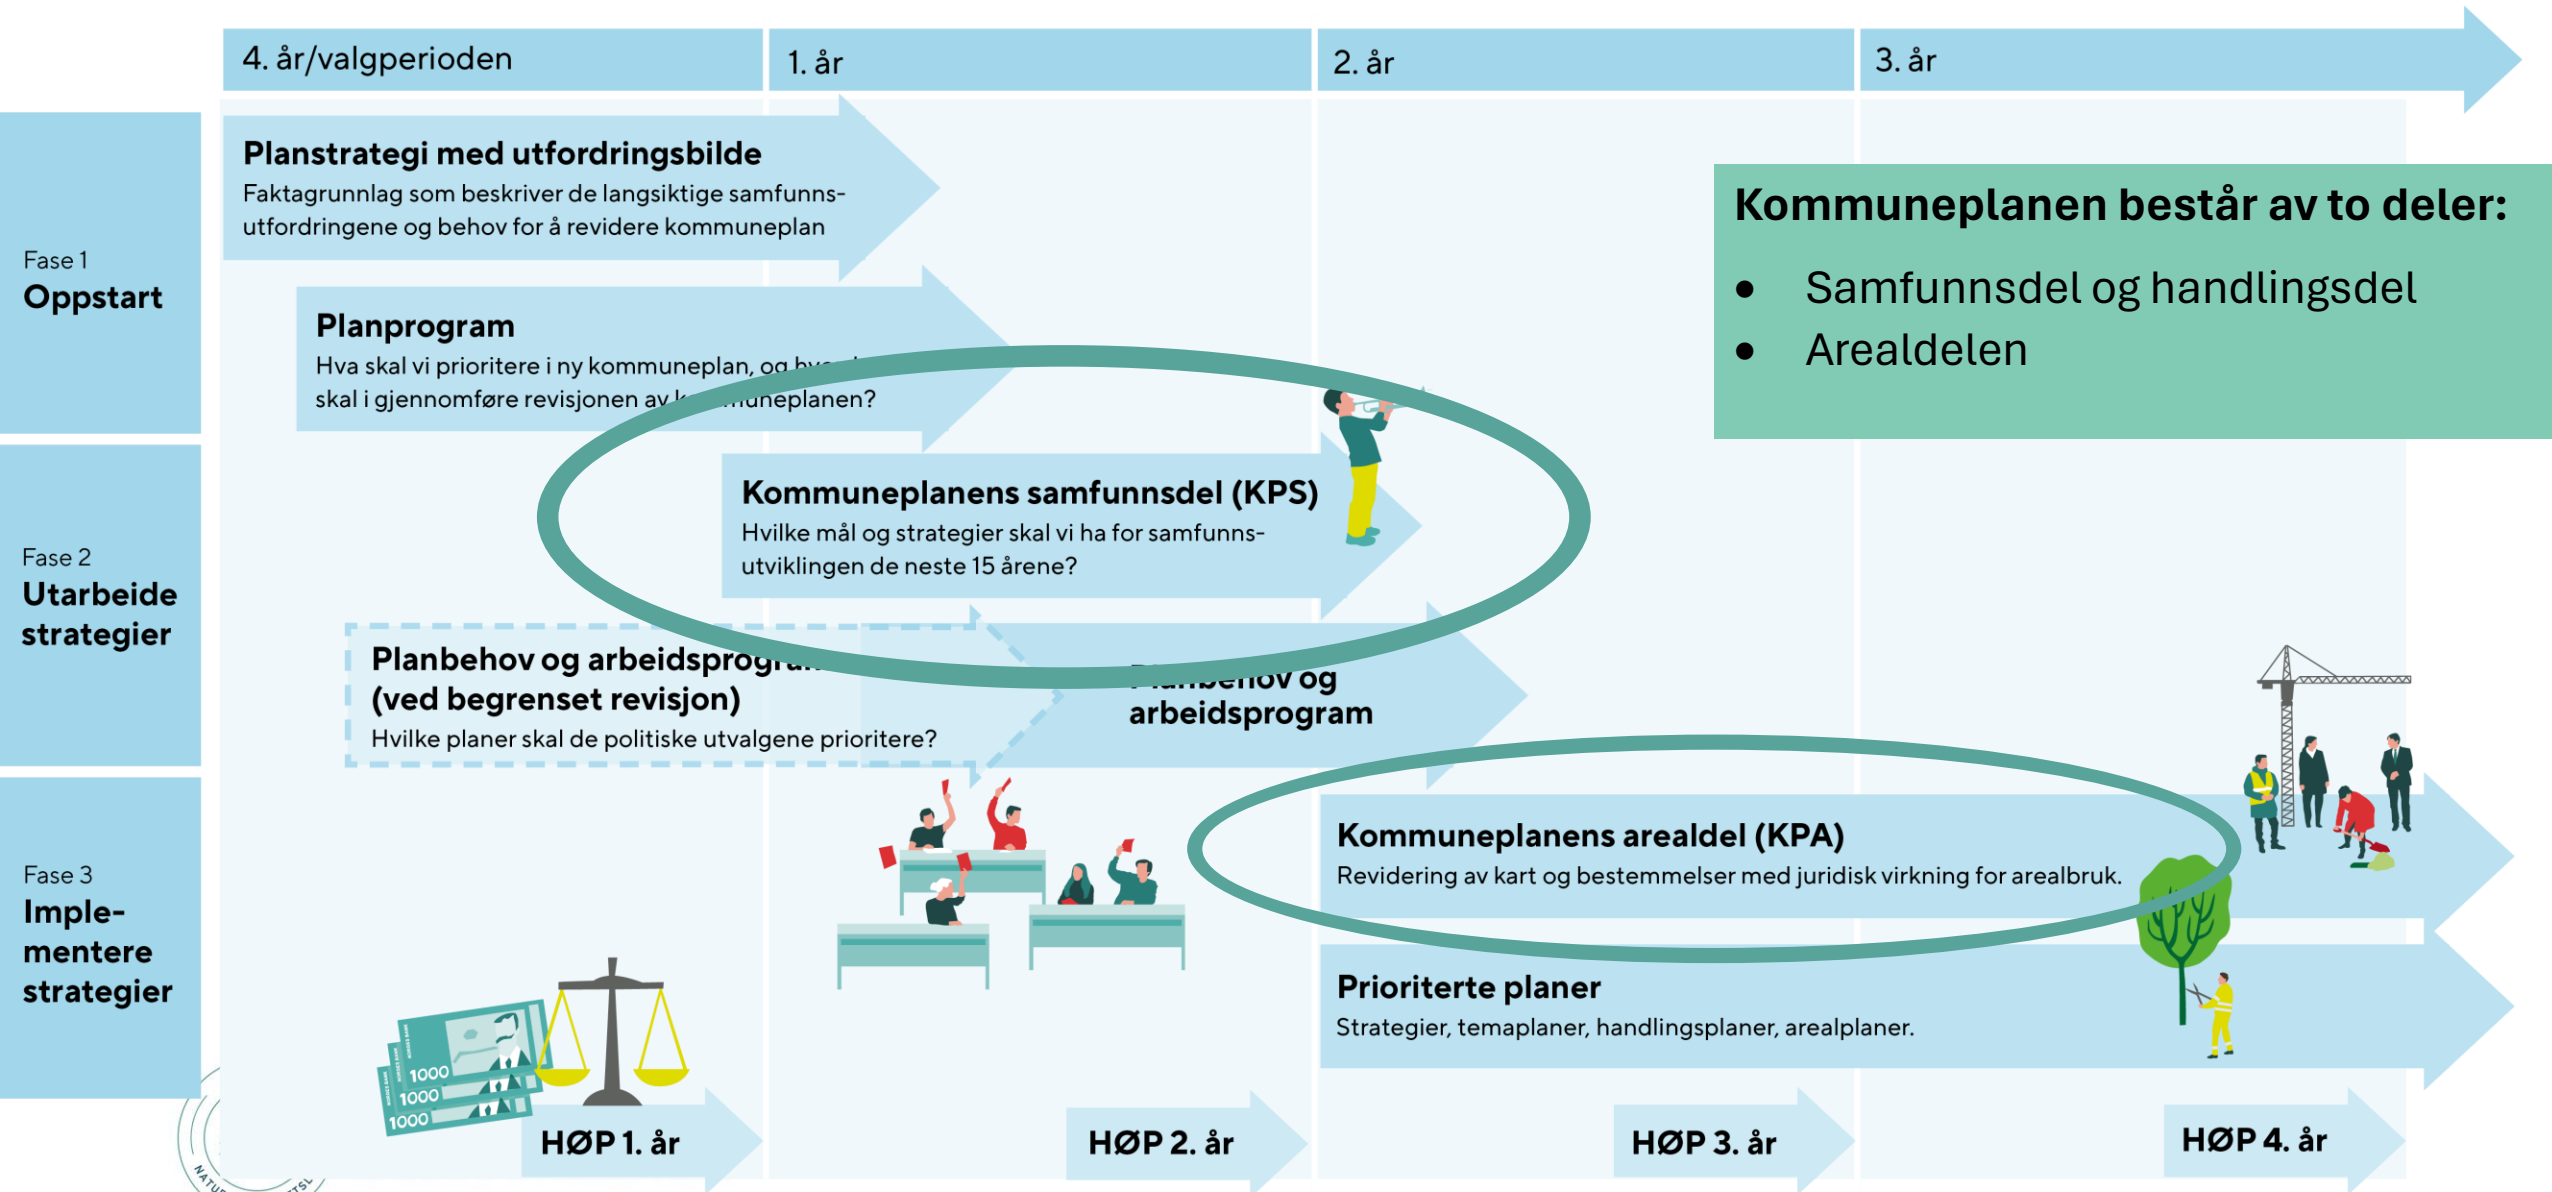 4. år/valgperioden
1. år
2. år
3. år
Fase 1
Oppstart
Planstrategi med utfordringsbilde
Faktagrunnlag som beskriver de langsiktige samfunns-
utfordringene og behov for å revidere kommuneplan
Planprogram
Hva skal vi prioritere i ny kommuneplan, og
skal i gjennomføre revisjonen av kommuneplanen?
Kommuneplanen består av to deler:
• Samfunnsdel og handlingsdel
• Arealdelen
Fase 2
Utarbeide
strategier
Kommuneplanens samfunnsdel (KPS)
Hvilke mål og strategier skal vi ha for samfunns-
utviklingen de neste 15 årene?
Planbehov og arbeidsprogram
(ved begrenset revisjon)
Hvilke planer skal de politiske utvalgene prioritere?
Planbehov og
arbeidsprogram
Fase 3
Imple-
mentere
strategier
Kommuneplanens arealdel (KPA)
Revidering av kart og bestemmelser med juridisk virkning for arealbruk.
Prioriterte planer
Strategier, temaplaner, handlingsplaner, arealplaner.
1000
1000
1000
HØP 1. år
HØP 2. år
HØP 3. år
HØP 4. år